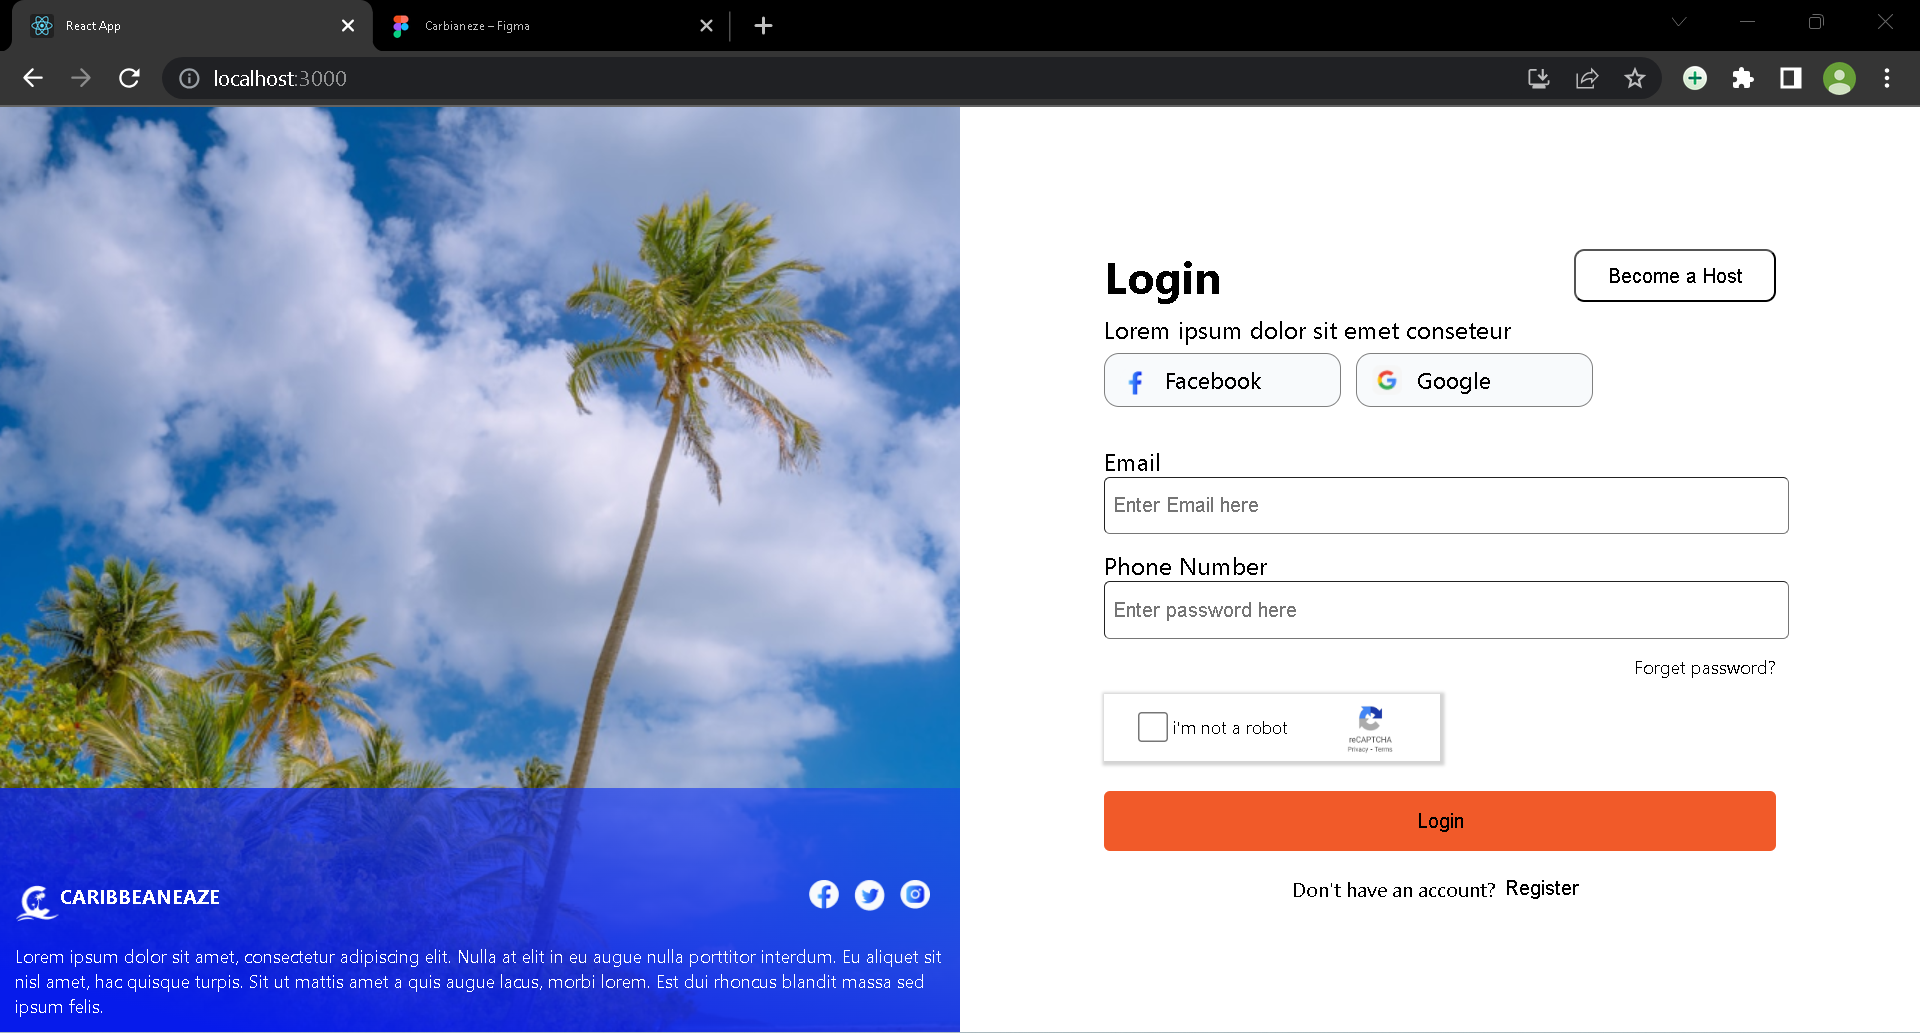 React App
Carbianeze – Figma
localhost:3000
Login
Become a Host
Lorem ipsum dolor sit emet conseteur
Facebook
Google
Email
Enter Email here
Phone Number
Enter password here
Forget password?
i'm not a robot
reCAPTCHA
Privacy - Terms
Login
Don't have an account? Register
CARIBBEANEAZE
Lorem ipsum dolor sit amet, consectetur adipiscing elit. Nulla at elit in eu augue nulla porttitor interdum. Eu aliquet sit
nisl amet, hac quisque turpis. Sit ut mattis amet a quis augue lacus, morbi lorem. Est dui rhoncus blandit massa sed
ipsum felis.